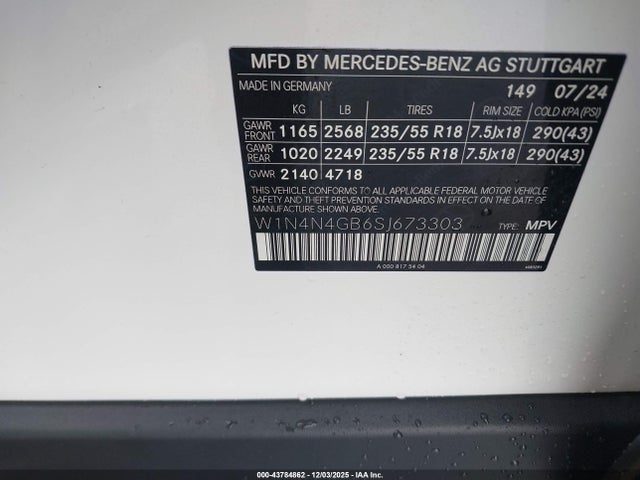 MFD BY MERCEDES-BENZ AG STUTTGART
MADE IN GERMANY 149 07/24
KG LB TIRES RIM SIZE COLD KPA (PSI)
GAWR FRONT 1165 2568 235/55 R18 7.5Jx18 290(43)
GAWR REAR 1020 2249 235/55 R18 7.5Jx18 290(43)
GVWR 2140 4718
THIS VEHICLE CONFORMS TO ALL APPLICABLE FEDERAL MOTOR VEHICLE
SAFETY AND THEFT PREVENTION STANDARDS IN EFFECT ON THE DATE
OF MANUFACTURE SHOWN ABOVE.
W1N4N4GB6SJ673303 TYPE: MPV
A 000 817 34 04
000-43784862 - 12/03/2025 - IAA Inc.